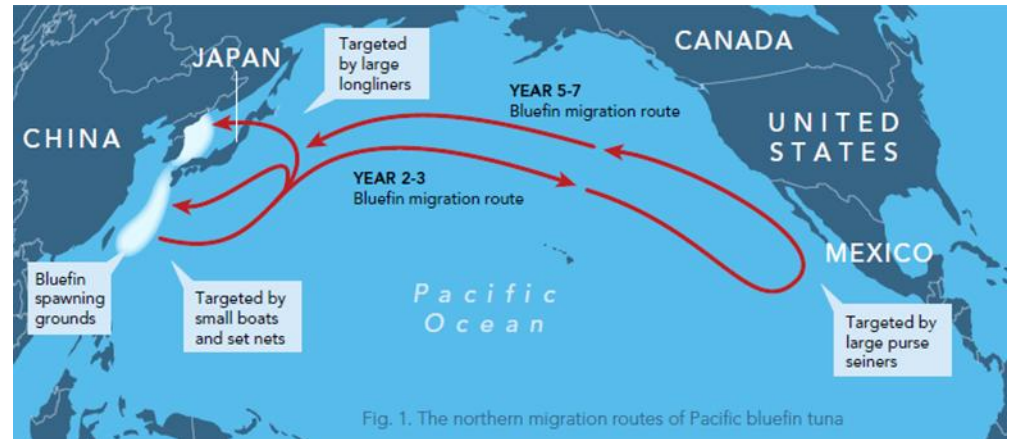 CHINA
JAPAN
Targeted
by large
longliners
CANADA
YEAR 5-7
Bluefin migration route
UNITED
STATES
YEAR 2-3
Bluefin migration route
MEXICO
Bluefin
spawning
grounds
Targeted by
small boats
and set nets
Pacific
Ocean
Targeted by
large purse
seiners
Fig. 1. The northern migration routes of Pacific bluefin tuna